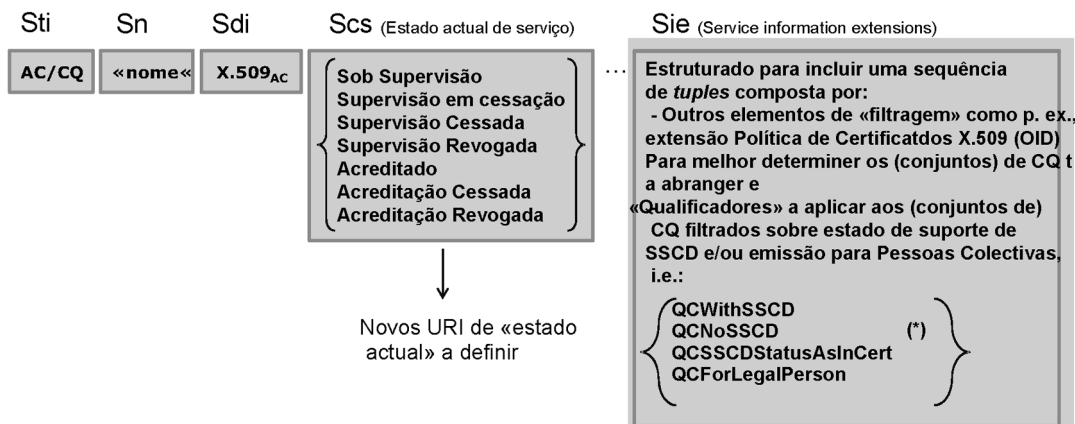 Sti Sn Sdi Scs (Estado actual de serviço) Sie (Service information extensions)
AC/CQ «nome« X.509AC
Sob Supervisão
Supervisão em cessação
Supervisão Cessada
Supervisão Revogada
Acreditado
Acreditação Cessada
Acreditação Revogada
Novos URI de «estado
actual» a definir
...
Estruturado para incluir uma sequência
de tuples composta por:
- Outros elementos de «filtragem» como p. ex.,
extensão Política de Certificatdos X.509 (OID)
Para melhor determiner os (conjuntos) de CQ t
a abranger e
«Qualificadores» a aplicar aos (conjuntos de)
CQ filtrados sobre estado de suporte de
SSCD e/ou emissão para Pessoas Colectivas,
i.e.:
QCWithSSCD
QCNoSSCD (*)
QCSSCDStatusAsInCert
QCForLegalPerson